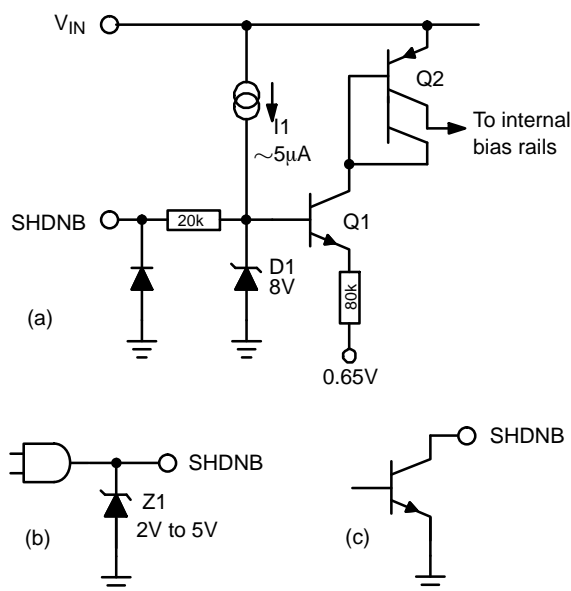 VIN
Q2
I1
To internal
bias rails
~5μA
SHDNB
20k
Q1
D1
8V
80k
(a)
0.65V
SHDNB
SHDNB
Z1
2V to 5V
(b)
(c)